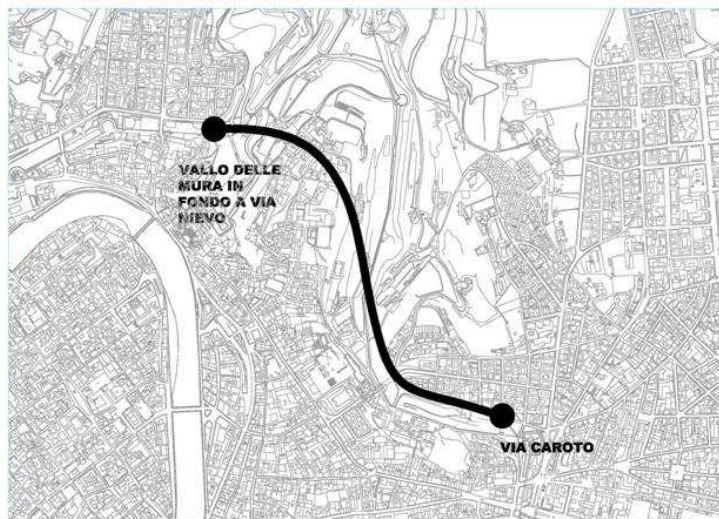 VALLO DELLE
MURA IN
FONDO A VIA
NIEVO
VIA CAROTO